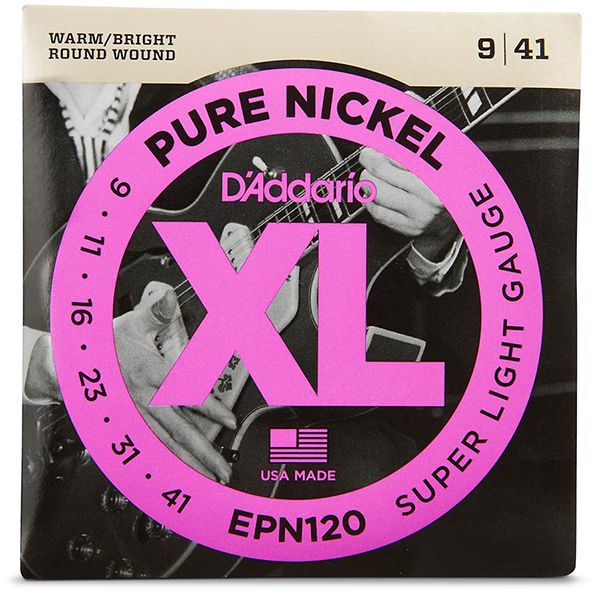 WARM/BRIGHT
ROUND WOUND
9|41
PURE NICKEL
D'Addario
XL
9 • 11 • 16 • 23 • 31 • 41
SUPER LIGHT GAUGE
USA MADE
EPN120